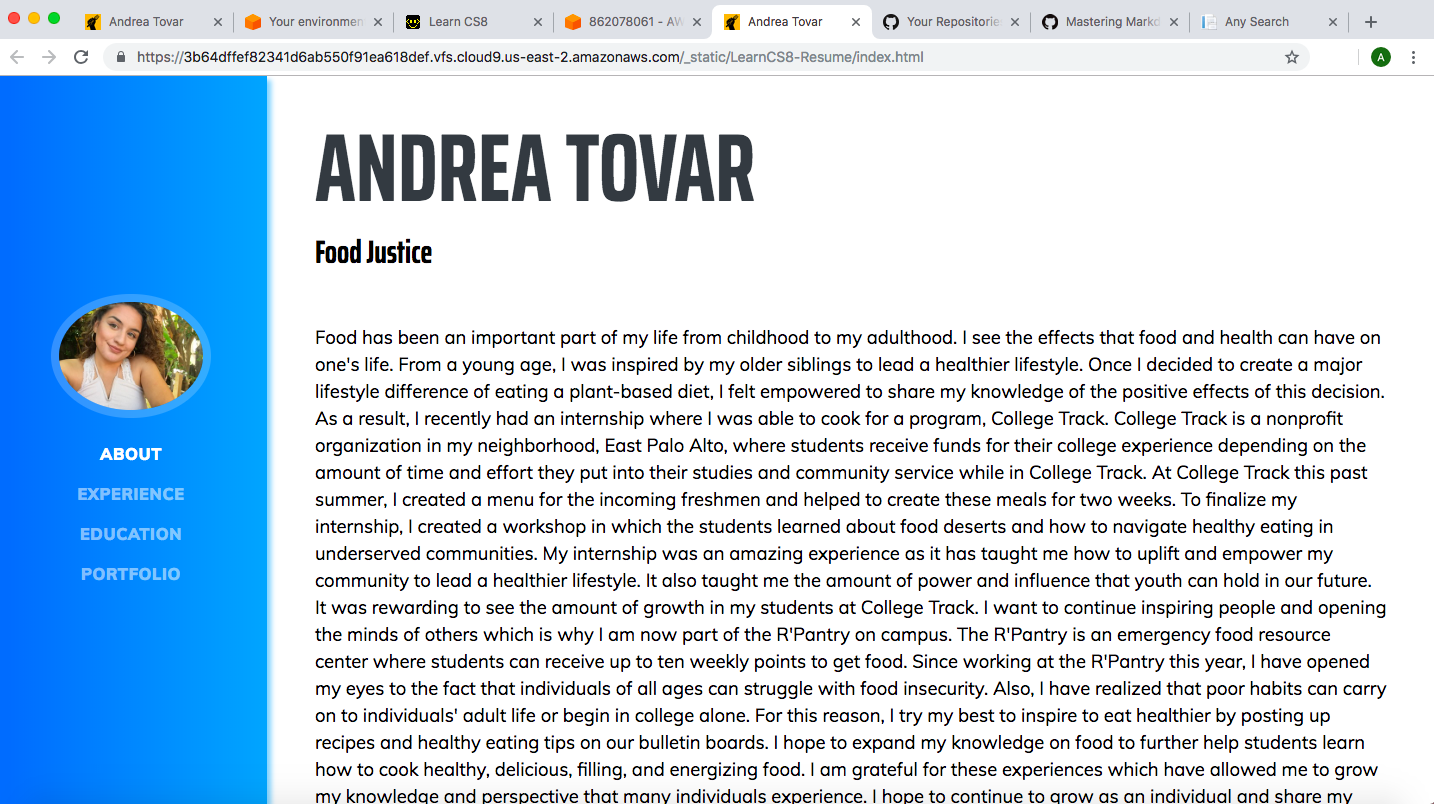 Andrea Tovar
Your environmen
Learn CS8
862078061 - AW
Andrea Tovar
Your Repositories
Mastering Markd
Any Search
https://3b64dffef82341d6ab550f91ea618def.vfs.cloud9.us-east-2.amazonaws.com/_static/LearnCS8-Resume/index.html
A
ABOUT
EXPERIENCE
EDUCATION
PORTFOLIO
ANDREA TOVAR
Food Justice
Food has been an important part of my life from childhood to my adulthood. I see the effects that food and health can have on
one's life. From a young age, I was inspired by my older siblings to lead a healthier lifestyle. Once I decided to create a major
lifestyle difference of eating a plant-based diet, I felt empowered to share my knowledge of the positive effects of this decision.
As a result, I recently had an internship where I was able to cook for a program, College Track. College Track is a nonprofit
organization in my neighborhood, East Palo Alto, where students receive funds for their college experience depending on the
amount of time and effort they put into their studies and community service while in College Track. At College Track this past
summer, I created a menu for the incoming freshmen and helped to create these meals for two weeks. To finalize my
internship, I created a workshop in which the students learned about food deserts and how to navigate healthy eating in
underserved communities. My internship was an amazing experience as it has taught me how to uplift and empower my
community to lead a healthier lifestyle. It also taught me the amount of power and influence that youth can hold in our future.
It was rewarding to see the amount of growth in my students at College Track. I want to continue inspiring people and opening
the minds of others which is why I am now part of the R'Pantry on campus. The R'Pantry is an emergency food resource
center where students can receive up to ten weekly points to get food. Since working at the R'Pantry this year, I have opened
my eyes to the fact that individuals of all ages can struggle with food insecurity. Also, I have realized that poor habits can carry
on to individuals' adult life or begin in college alone. For this reason, I try my best to inspire to eat healthier by posting up
recipes and healthy eating tips on our bulletin boards. I hope to expand my knowledge on food to further help students learn
how to cook healthy, delicious, filling, and energizing food. I am grateful for these experiences which have allowed me to grow
my knowledge and perspective that many individuals experience. I hope to continue to grow as an individual and share my